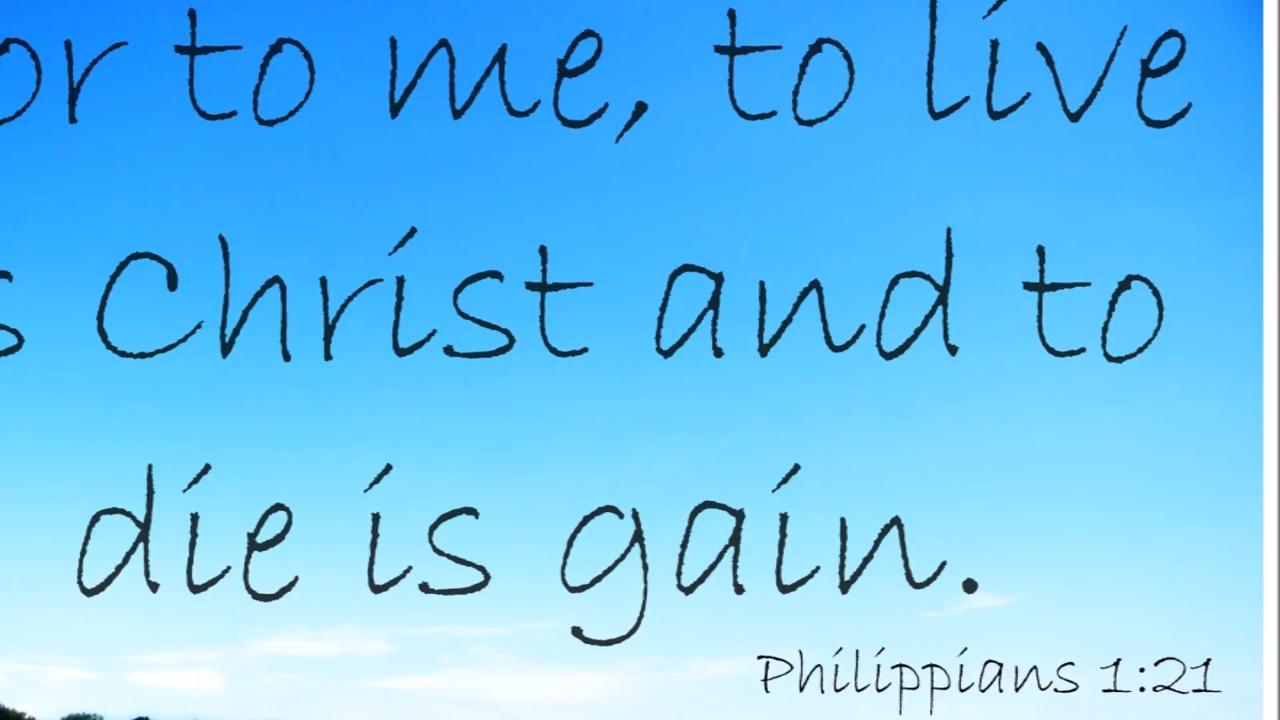 or to me, to live
s Christ and to
die is gain.
Philippians 1:21